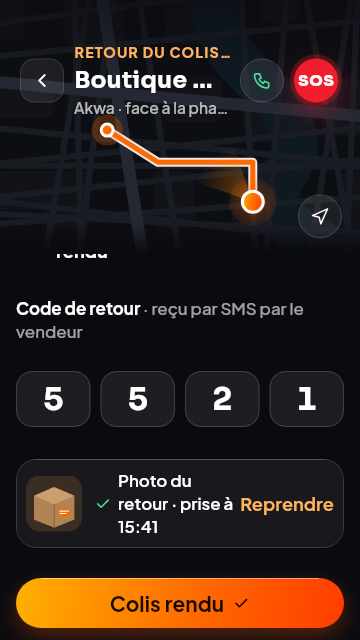 RETOUR DU COLIS…
Boutique …
SOS
Akwa · face à la pha…
rendu
Code de retour · reçu par SMS par le
vendeur
5 5 2 1
Photo du
retour · prise à
15:41
Reprendre
Colis rendu